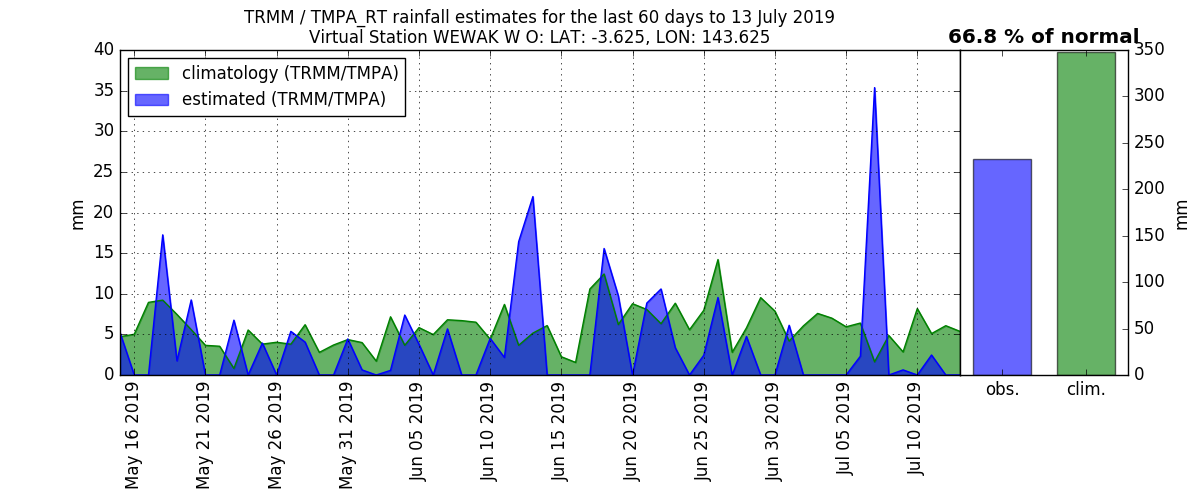 TRMM / TMPA_RT rainfall estimates for the last 60 days to 13 July 2019
Virtual Station WEWAK W O: LAT: -3.625, LON: 143.625
66.8 % of normal
climatology (TRMM/TMPA)
estimated (TRMM/TMPA)
mm
40
35
30
25
20
15
10
5
0
May 16 2019
May 21 2019
May 26 2019
May 31 2019
Jun 05 2019
Jun 10 2019
Jun 15 2019
Jun 20 2019
Jun 25 2019
Jun 30 2019
Jul 05 2019
Jul 10 2019
obs.
clim.
350
300
250
200
150
100
50
0
mm